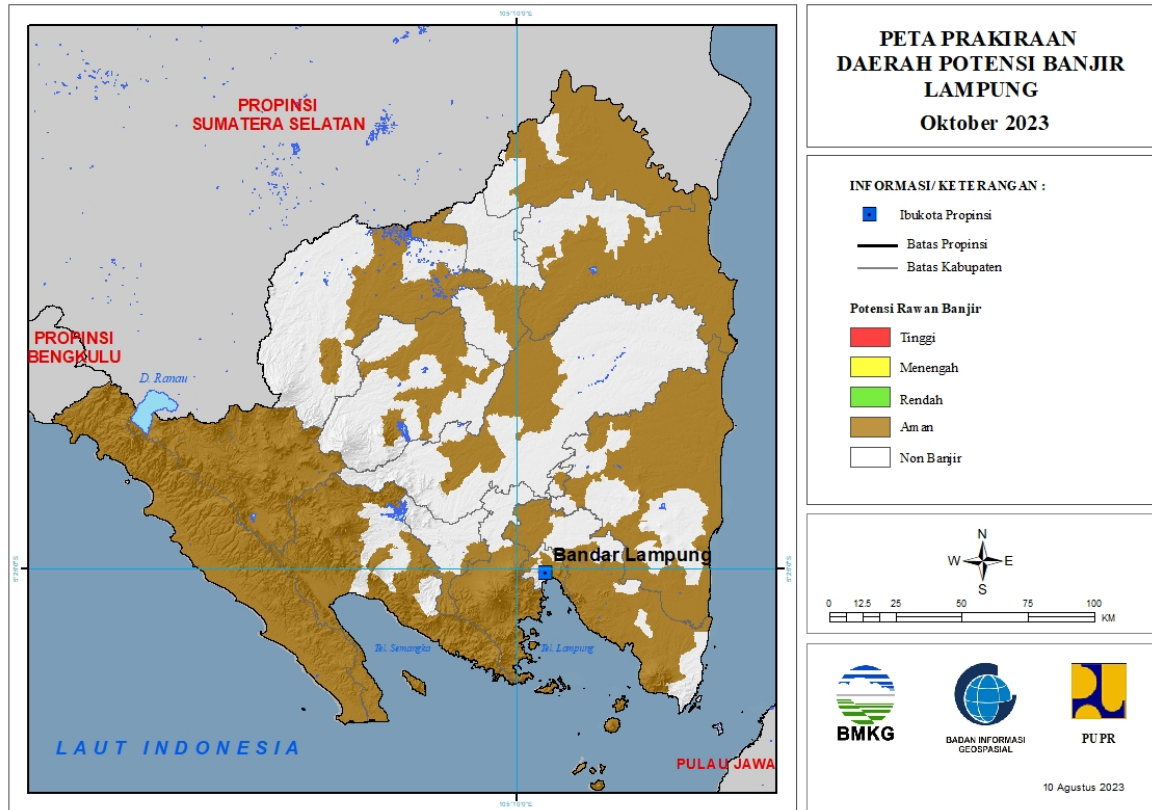 PETA PRAKIRAAN
DAERAH POTENSI BANJIR
LAMPUNG
Oktober 2023
INFORMASI/KETERANGAN :
Ibukota Propinsi
Batas Propinsi
Batas Kabupaten
Potensi Rawan Banjir
Tinggi
Menengah
Rendah
Aman
Non Banjir
N
W E
S
0 12.5 25 50 75 100
KM
BMKG
BADAN INFORMASI
GEOSPASIAL
PUPR
10 Agustus 2023
PROPINSI
SUMATERA SELATAN
PROPINSI
BENGKULU
D. Ranau
Bandar Lampung
Tel. Semangka
Tel. Lampung
LAUT INDONESIA
PULAU JAWA